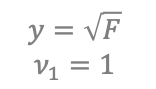 y = √F
ν₁ = 1